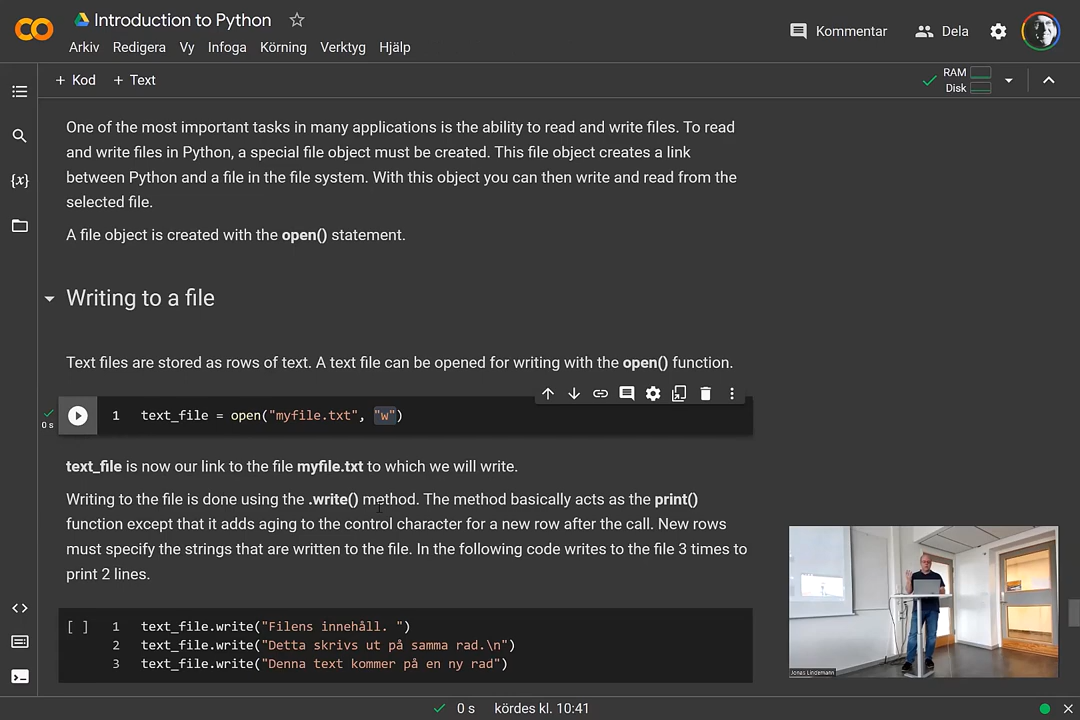 Introduction to Python
Arkiv Redigera Vy Infoga Körning Verktyg Hjälp
Kommentar Dela
+ Kod + Text
RAM
Disk
One of the most important tasks in many applications is the ability to read and write files. To read
and write files in Python, a special file object must be created. This file object creates a link
between Python and a file in the file system. With this object you can then write and read from the
selected file.
A file object is created with the open() statement.
Writing to a file
Text files are stored as rows of text. A text file can be opened for writing with the open() function.
0 s
1 text_file = open("myfile.txt", "w")
text_file is now our link to the file myfile.txt to which we will write.
Writing to the file is done using the .write() method. The method basically acts as the print()
function except that it adds aging to the control character for a new row after the call. New rows
must specify the strings that are written to the file. In the following code writes to the file 3 times to
print 2 lines.
[ ] 1 text_file.write("Filens innehåll. ")
2 text_file.write("Detta skrivs ut på samma rad.\n")
3 text_file.write("Denna text kommer på en ny rad")
Jonas Lindemann
0 s kördes kl. 10:41